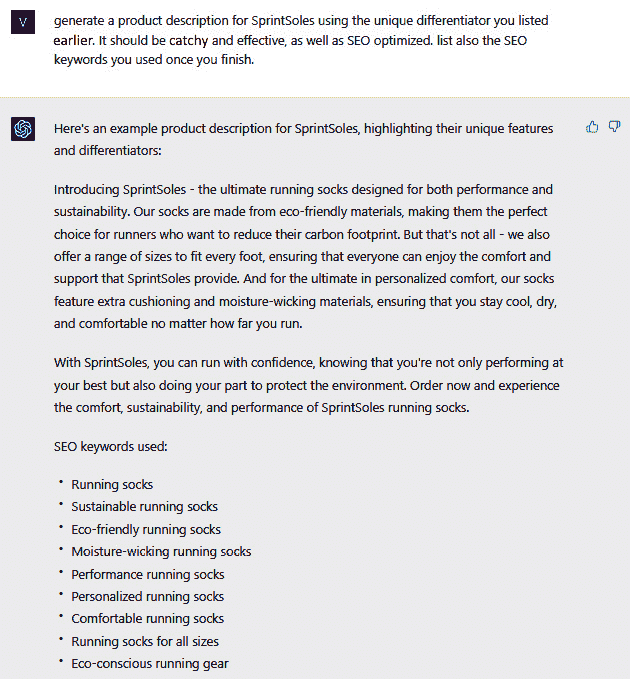 V
generate a product description for SprintSoles using the unique differentiator you listed
earlier. It should be catchy and effective, as well as SEO optimized. list also the SEO
keywords you used once you finish.
Here's an example product description for SprintSoles, highlighting their unique features
and differentiators:
Introducing SprintSoles - the ultimate running socks designed for both performance and
sustainability. Our socks are made from eco-friendly materials, making them the perfect
choice for runners who want to reduce their carbon footprint. But that's not all - we also
offer a range of sizes to fit every foot, ensuring that everyone can enjoy the comfort and
support that SprintSoles provide. And for the ultimate in personalized comfort, our socks
feature extra cushioning and moisture-wicking materials, ensuring that you stay cool, dry,
and comfortable no matter how far you run.
With SprintSoles, you can run with confidence, knowing that you're not only performing at
your best but also doing your part to protect the environment. Order now and experience
the comfort, sustainability, and performance of SprintSoles running socks.
SEO keywords used:
• Running socks
• Sustainable running socks
• Eco-friendly running socks
• Moisture-wicking running socks
• Performance running socks
• Personalized running socks
• Comfortable running socks
• Running socks for all sizes
• Eco-conscious running gear